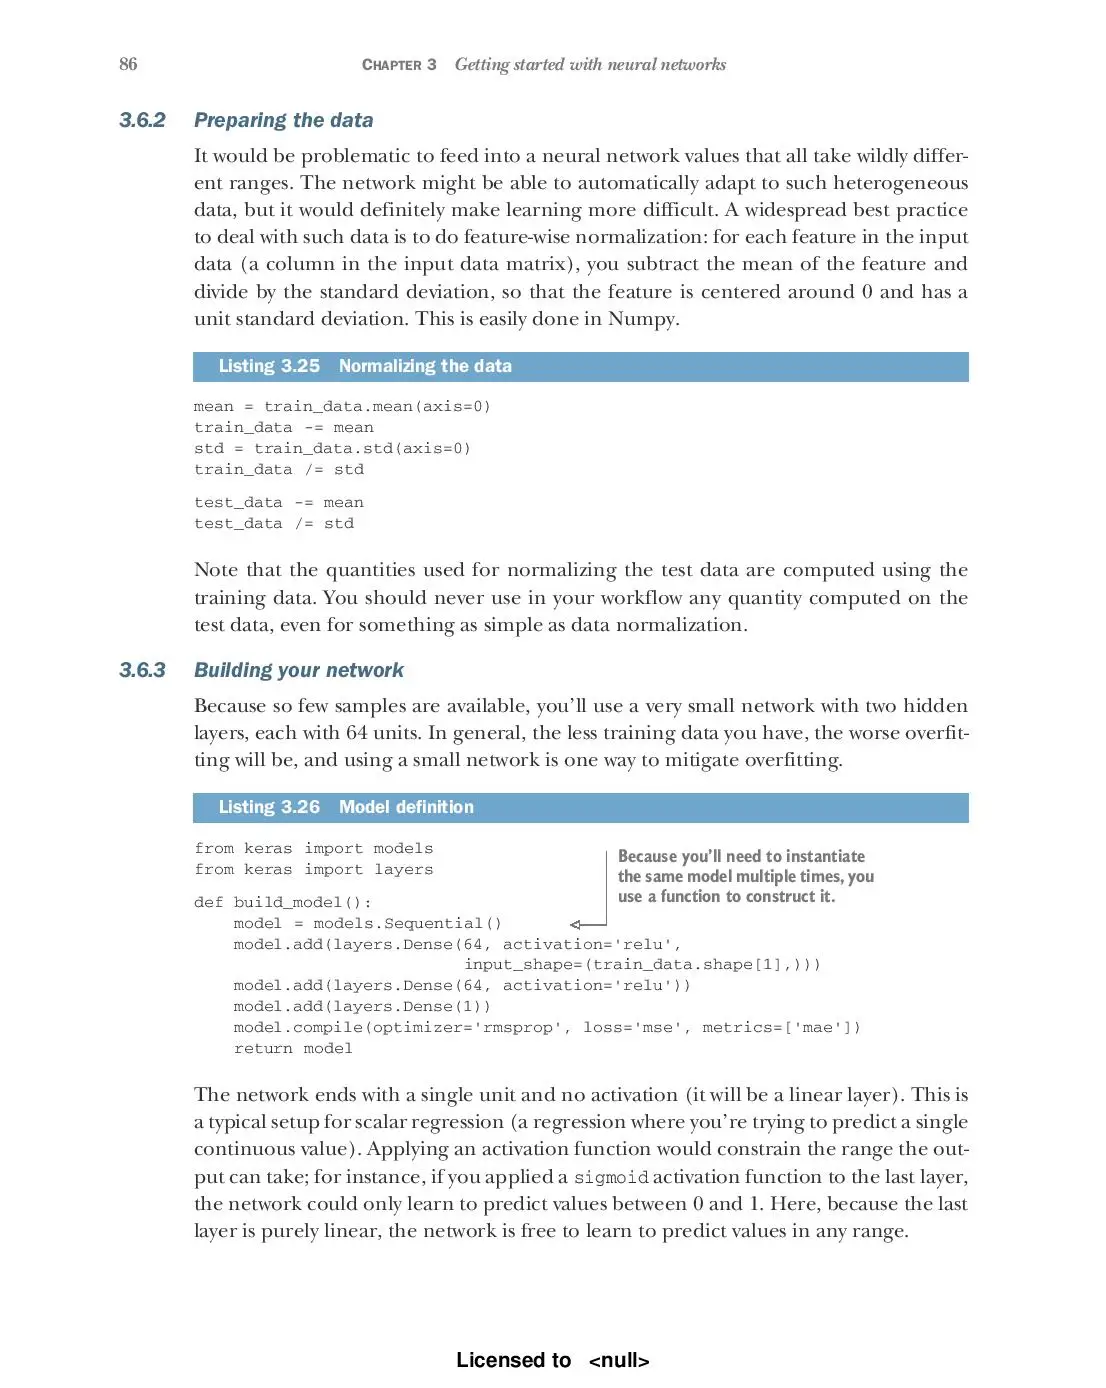 86 CHAPTER 3 Getting started with neural networks
3.6.2 Preparing the data
It would be problematic to feed into a neural network values that all take wildly differ-
ent ranges. The network might be able to automatically adapt to such heterogeneous
data, but it would definitely make learning more difficult. A widespread best practice
to deal with such data is to do feature-wise normalization: for each feature in the input
data (a column in the input data matrix), you subtract the mean of the feature and
divide by the standard deviation, so that the feature is centered around 0 and has a
unit standard deviation. This is easily done in Numpy.
Listing 3.25 Normalizing the data
mean = train_data.mean(axis=0)
train_data -= mean
std = train_data.std(axis=0)
train_data /= std
test_data -= mean
test_data /= std
Note that the quantities used for normalizing the test data are computed using the
training data. You should never use in your workflow any quantity computed on the
test data, even for something as simple as data normalization.
3.6.3 Building your network
Because so few samples are available, you’ll use a very small network with two hidden
layers, each with 64 units. In general, the less training data you have, the worse overfit-
ting will be, and using a small network is one way to mitigate overfitting.
Listing 3.26 Model definition
from keras import models
from keras import layers
Because you’ll need to instantiate
the same model multiple times, you
use a function to construct it.
def build_model():
    model = models.Sequential()
    model.add(layers.Dense(64, activation='relu',
                           input_shape=(train_data.shape[1],)))
    model.add(layers.Dense(64, activation='relu'))
    model.add(layers.Dense(1))
    model.compile(optimizer='rmsprop', loss='mse', metrics=['mae'])
    return model
The network ends with a single unit and no activation (it will be a linear layer). This is
a typical setup for scalar regression (a regression where you’re trying to predict a single
continuous value). Applying an activation function would constrain the range the out-
put can take; for instance, if you applied a sigmoid activation function to the last layer,
the network could only learn to predict values between 0 and 1. Here, because the last
layer is purely linear, the network is free to learn to predict values in any range.
Licensed to <null>